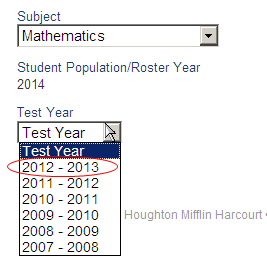 Subject
Mathematics
Student Population/Roster Year
2014
Test Year
Test Year
Test Year
2012 - 2013
2011 - 2012
2010 - 2011
2009 - 2010
2008 - 2009
2007 - 2008
Houghton Mifflin Harcourt •